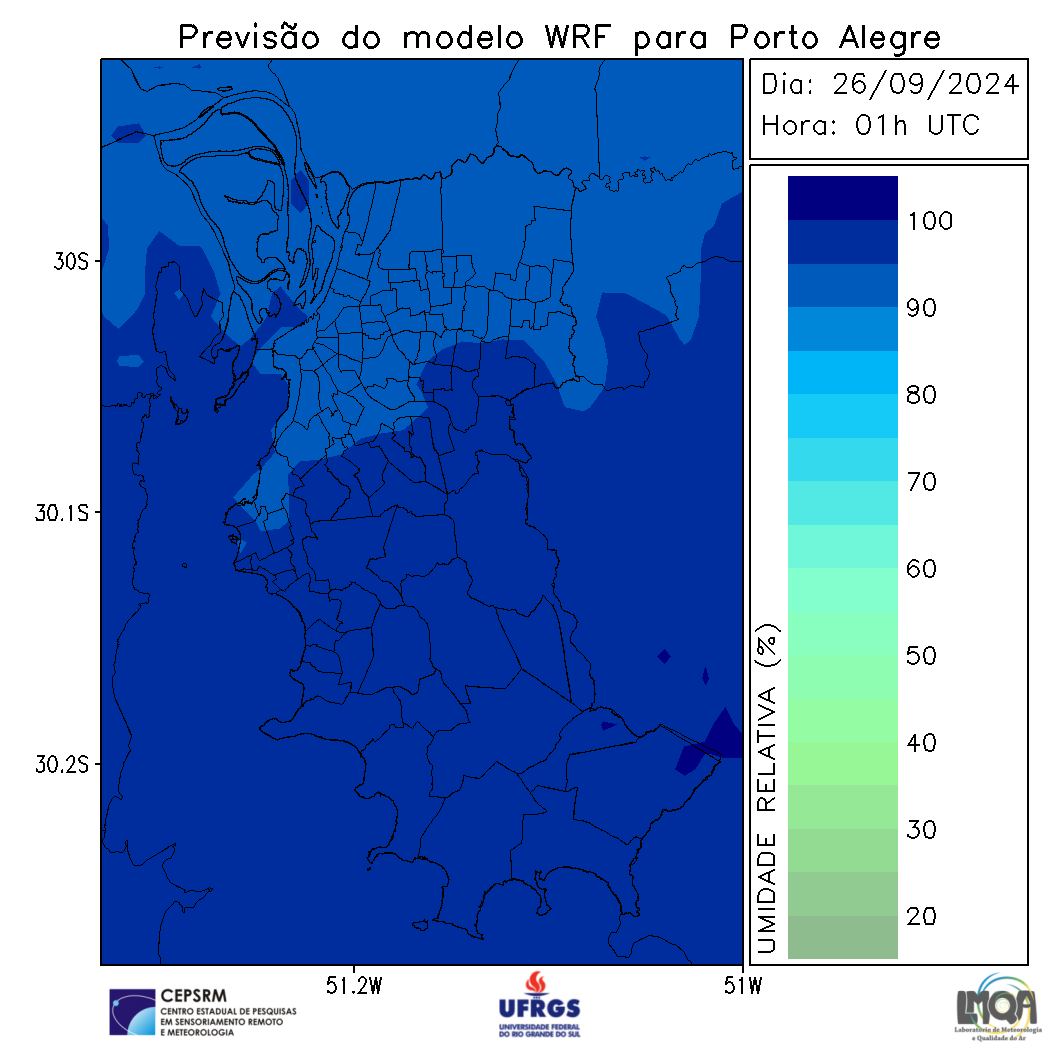 Previsão do modelo WRF para Porto Alegre
Dia: 26/09/2024
Hora: 01h UTC
30S
30.1S
30.2S
51.2W
51W
UMIDADE RELATIVA (%)
100
90
80
70
60
50
40
30
20
CEPSRM
CENTRO ESTADUAL DE PESQUISAS
EM SENSORIAMENTO REMOTO
E METEOROLOGIA
UFRGS
UNIVERSIDADE FEDERAL
DO RIO GRANDE DO SUL
LMQA
Laboratório de Meteorologia
e Qualidade do Ar